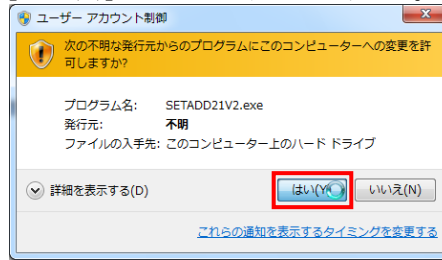 ユーザー アカウント制御
次の不明な発行元からのプログラムにこのコンピューターへの変更を許
可しますか?
プログラム名: SETADD21V2.exe
発行元: 不明
ファイルの入手先: このコンピューター上のハード ドライブ
詳細を表示する(D)
はい(Y) いいえ(N)
これらの通知を表示するタイミングを変更する